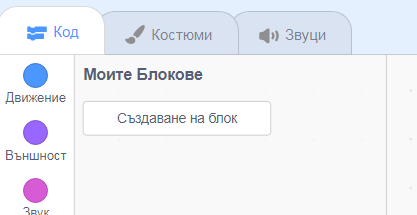 Код
Костюми
Звуци
Моите Блокове
Движение
Създаване на блок
Външност
Звук